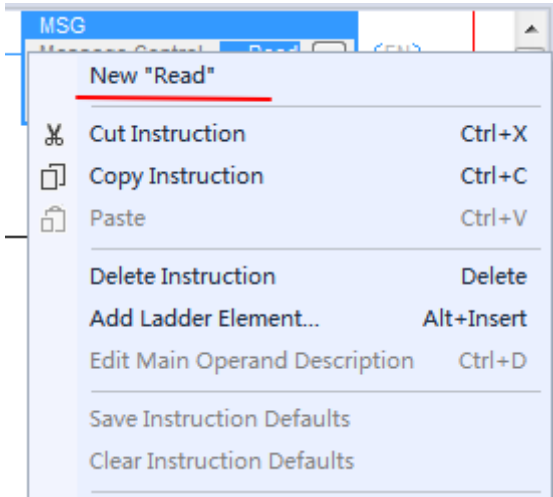 MSG
New "Read"
Cut Instruction Ctrl+X
Copy Instruction Ctrl+C
Paste Ctrl+V
Delete Instruction Delete
Add Ladder Element... Alt+Insert
Edit Main Operand Description Ctrl+D
Save Instruction Defaults
Clear Instruction Defaults